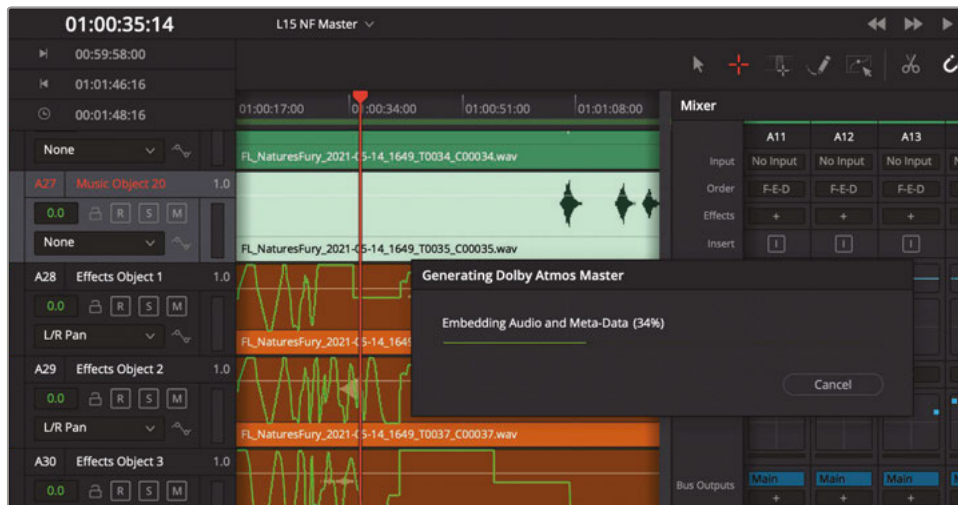 01:00:35:14
L15 NF Master
00:59:58:00
01:01:46:16
00:01:48:16
01:00:17:00 01:00:34:00 01:00:51:00 01:01:08:00
Mixer
A11 A12 A13
Input No Input No Input No Input
Order F-E-D F-E-D F-E-D
Effects + + +
Insert I I I
None
FL_NaturesFury_2021-05-14_1649_T0034_C00034.wav
A27 Music Object 20 1.0
0.0 R S M
None
FL_NaturesFury_2021-05-14_1649_T0035_C00035.wav
A28 Effects Object 1 1.0
0.0 R S M
L/R Pan
FL_NaturesFury_2021-05-14_1649
Generating Dolby Atmos Master
Embedding Audio and Meta-Data (34%)
Cancel
A29 Effects Object 2 1.0
0.0 R S M
L/R Pan
FL_NaturesFury_2021-05-14_1649_T0037_C00037.wav
A30 Effects Object 3 1.0
0.0 R S M
Bus Outputs Main Main Main
+ + +